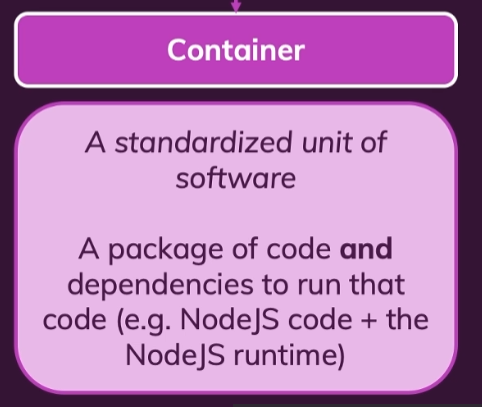 Container
A standardized unit of
software
A package of code and
dependencies to run that
code (e.g. NodeJS code + the
NodeJS runtime)